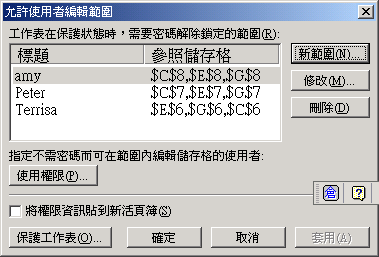 允許使用者編輯範圍
工作表在保護狀態時，需要密碼解除鎖定的範圍(R):
標題 參照儲存格
amy $C$8,$E$8,$G$8
Peter $C$7,$E$7,$G$7
Terrisa $E$6,$G$6,$C$6
新範圍(N)...
修改(M)...
刪除(D)
指定不需密碼而可在範圍內編輯儲存格的使用者:
使用權限(P)...
倉 ?
將權限資訊貼到新活頁簿(S)
保護工作表(O)... 確定 取消 套用(A)